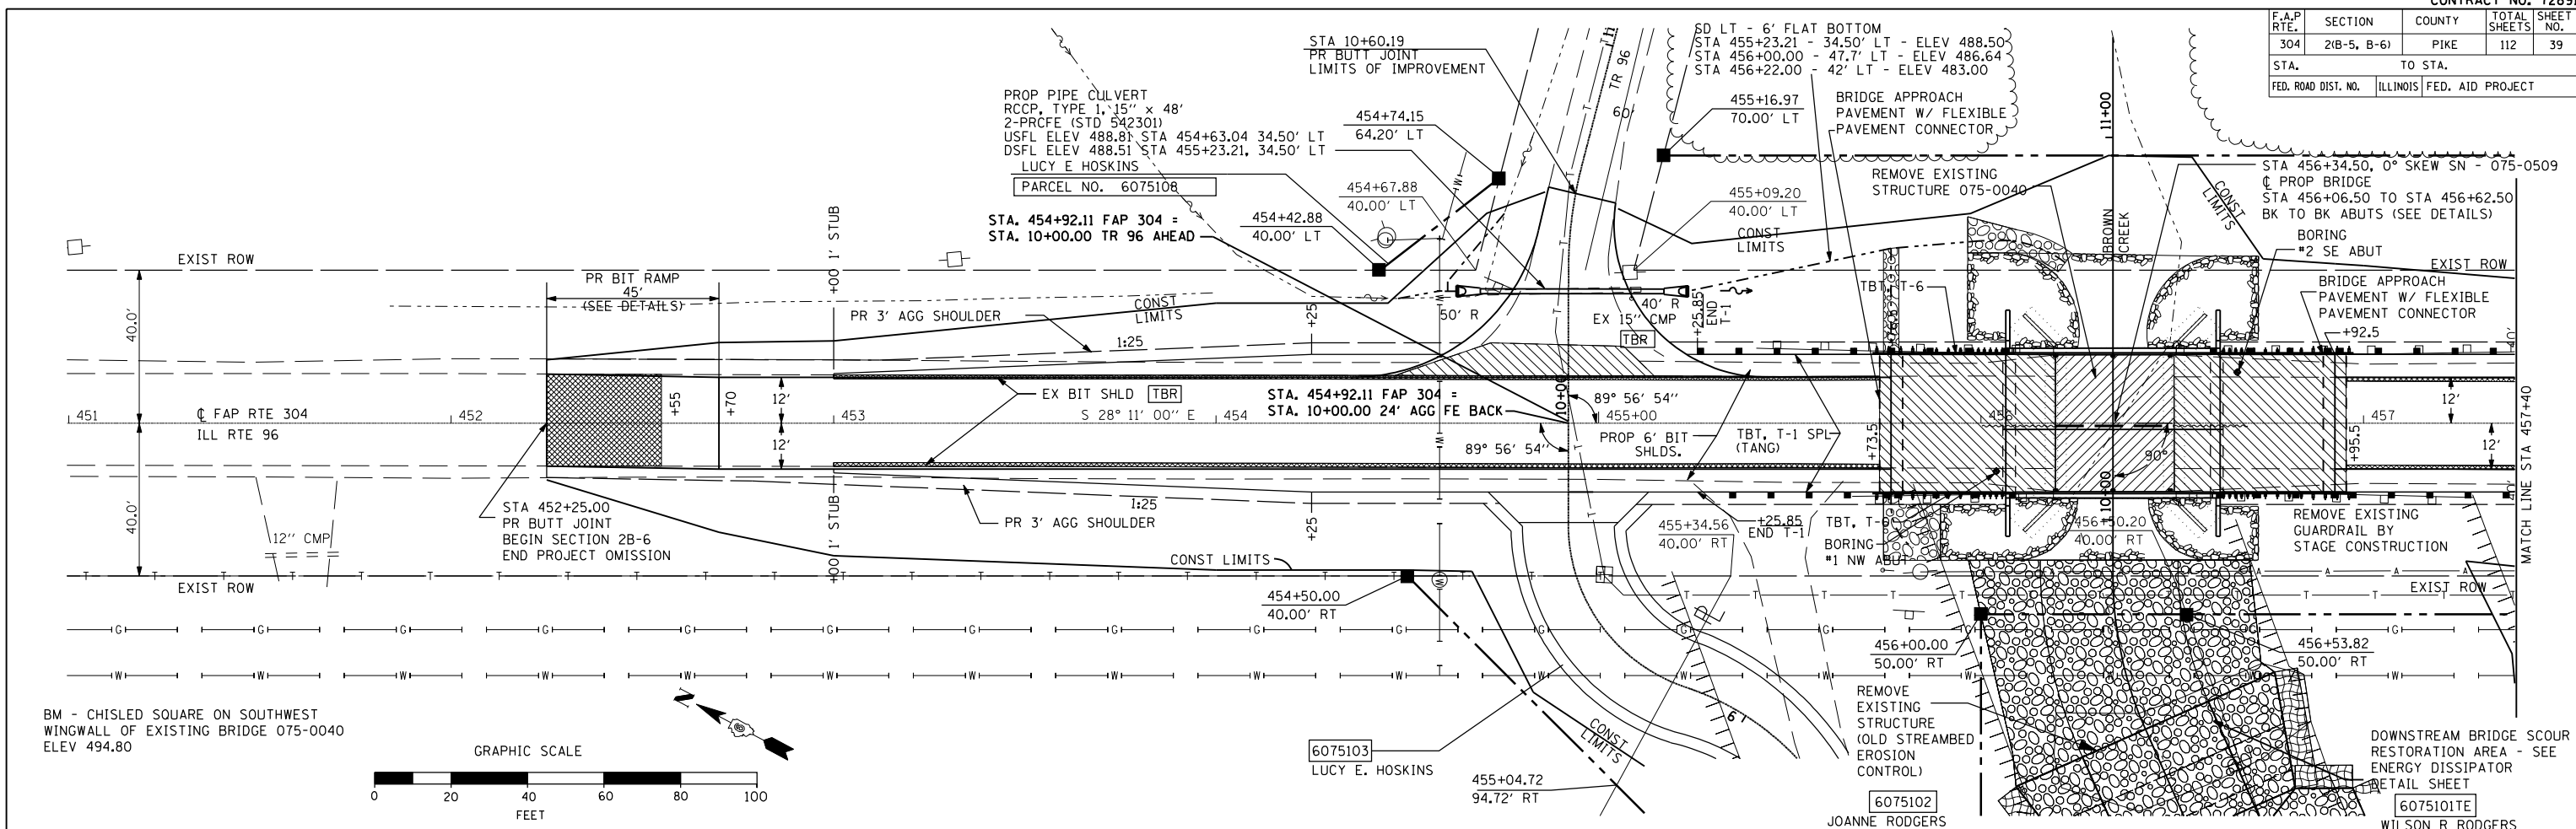 F.A.P RTE. SECTION COUNTY TOTAL SHEETS SHEET NO.
304 2(B-5, B-6) PIKE 112 39
STA. TO STA.
FED. ROAD DIST. NO. ILLINOIS FED. AID PROJECT
STA 10+60.19
PR BUTT JOINT
LIMITS OF IMPROVEMENT
TR 96
60'
SD LT - 6' FLAT BOTTOM
STA 455+23.21 - 34.50' LT - ELEV 488.50
STA 456+00.00 - 47.7' LT - ELEV 486.64
STA 456+22.00 - 42' LT - ELEV 483.00
PROP PIPE CULVERT
RCCP, TYPE 1, 15" x 48'
2-PRCFE (STD 542301)
USFL ELEV 488.81 STA 454+63.04 34.50' LT
DSFL ELEV 488.51 STA 455+23.21, 34.50' LT
LUCY E HOSKINS
PARCEL NO. 6075108
454+74.15
64.20' LT
455+16.97
70.00' LT
BRIDGE APPROACH
PAVEMENT W/ FLEXIBLE
PAVEMENT CONNECTOR
11+00
STA. 454+92.11 FAP 304 =
STA. 10+00.00 TR 96 AHEAD
454+42.88
40.00' LT
454+67.88
40.00' LT
455+09.20
40.00' LT
CONST
LIMITS
REMOVE EXISTING
STRUCTURE 075-0040
BROWN
CREEK
CONST
LIMITS
STA 456+34.50, 0° SKEW SN - 075-0509
℄ PROP BRIDGE
STA 456+06.50 TO STA 456+62.50
BK TO BK ABUTS (SEE DETAILS)
BORING
#2 SE ABUT
EXIST ROW
EXIST ROW
PR BIT RAMP
45'
(SEE DETAILS)
+00 1' STUB
40.0'
PR 3' AGG SHOULDER
CONST
LIMITS
1:25
+25
50' R
40' R
EX 15" CMP
TBR
+25.85
END
T-1
TBT, T-6
BRIDGE APPROACH
PAVEMENT W/ FLEXIBLE
PAVEMENT CONNECTOR
+92.5
40'
451
℄ FAP RTE 304
ILL RTE 96
452
+55
+70
12'
12'
453
EX BIT SHLD TBR
S 28° 11' 00" E
454
STA. 454+92.11 FAP 304 =
STA. 10+00.00 24' AGG FE BACK
10+00
89° 56' 54"
89° 56' 54"
455+00
PROP 6' BIT
SHLDS.
TBT, T-1 SPL
(TANG)
+73.5
456
90°
10+00
+95.5
457
12'
12'
MATCH LINE STA 457+40
40.0'
12" CMP
STA 452+25.00
PR BUTT JOINT
BEGIN SECTION 2B-6
END PROJECT OMISSION
+00 1' STUB
1:25
PR 3' AGG SHOULDER
+25
CONST LIMITS
455+34.56
40.00' RT
+25.85
END T-1
TBT, T-6
BORING
#1 NW ABUT
456+50.20
40.00' RT
REMOVE EXISTING
GUARDRAIL BY
STAGE CONSTRUCTION
40'
EXIST ROW
EXIST ROW
454+50.00
40.00' RT
456+00.00
50.00' RT
456+53.82
50.00' RT
BM - CHISLED SQUARE ON SOUTHWEST
WINGWALL OF EXISTING BRIDGE 075-0040
ELEV 494.80
N
GRAPHIC SCALE
0 20 40 60 80 100
FEET
6075103
LUCY E. HOSKINS
CONST
LIMITS
455+04.72
94.72' RT
6'
REMOVE
EXISTING
STRUCTURE
(OLD STREAMBED
EROSION
CONTROL)
6075102
JOANNE RODGERS
DOWNSTREAM BRIDGE SCOUR
RESTORATION AREA - SEE
ENERGY DISSIPATOR
DETAIL SHEET
6075101TE
WILSON R RODGERS